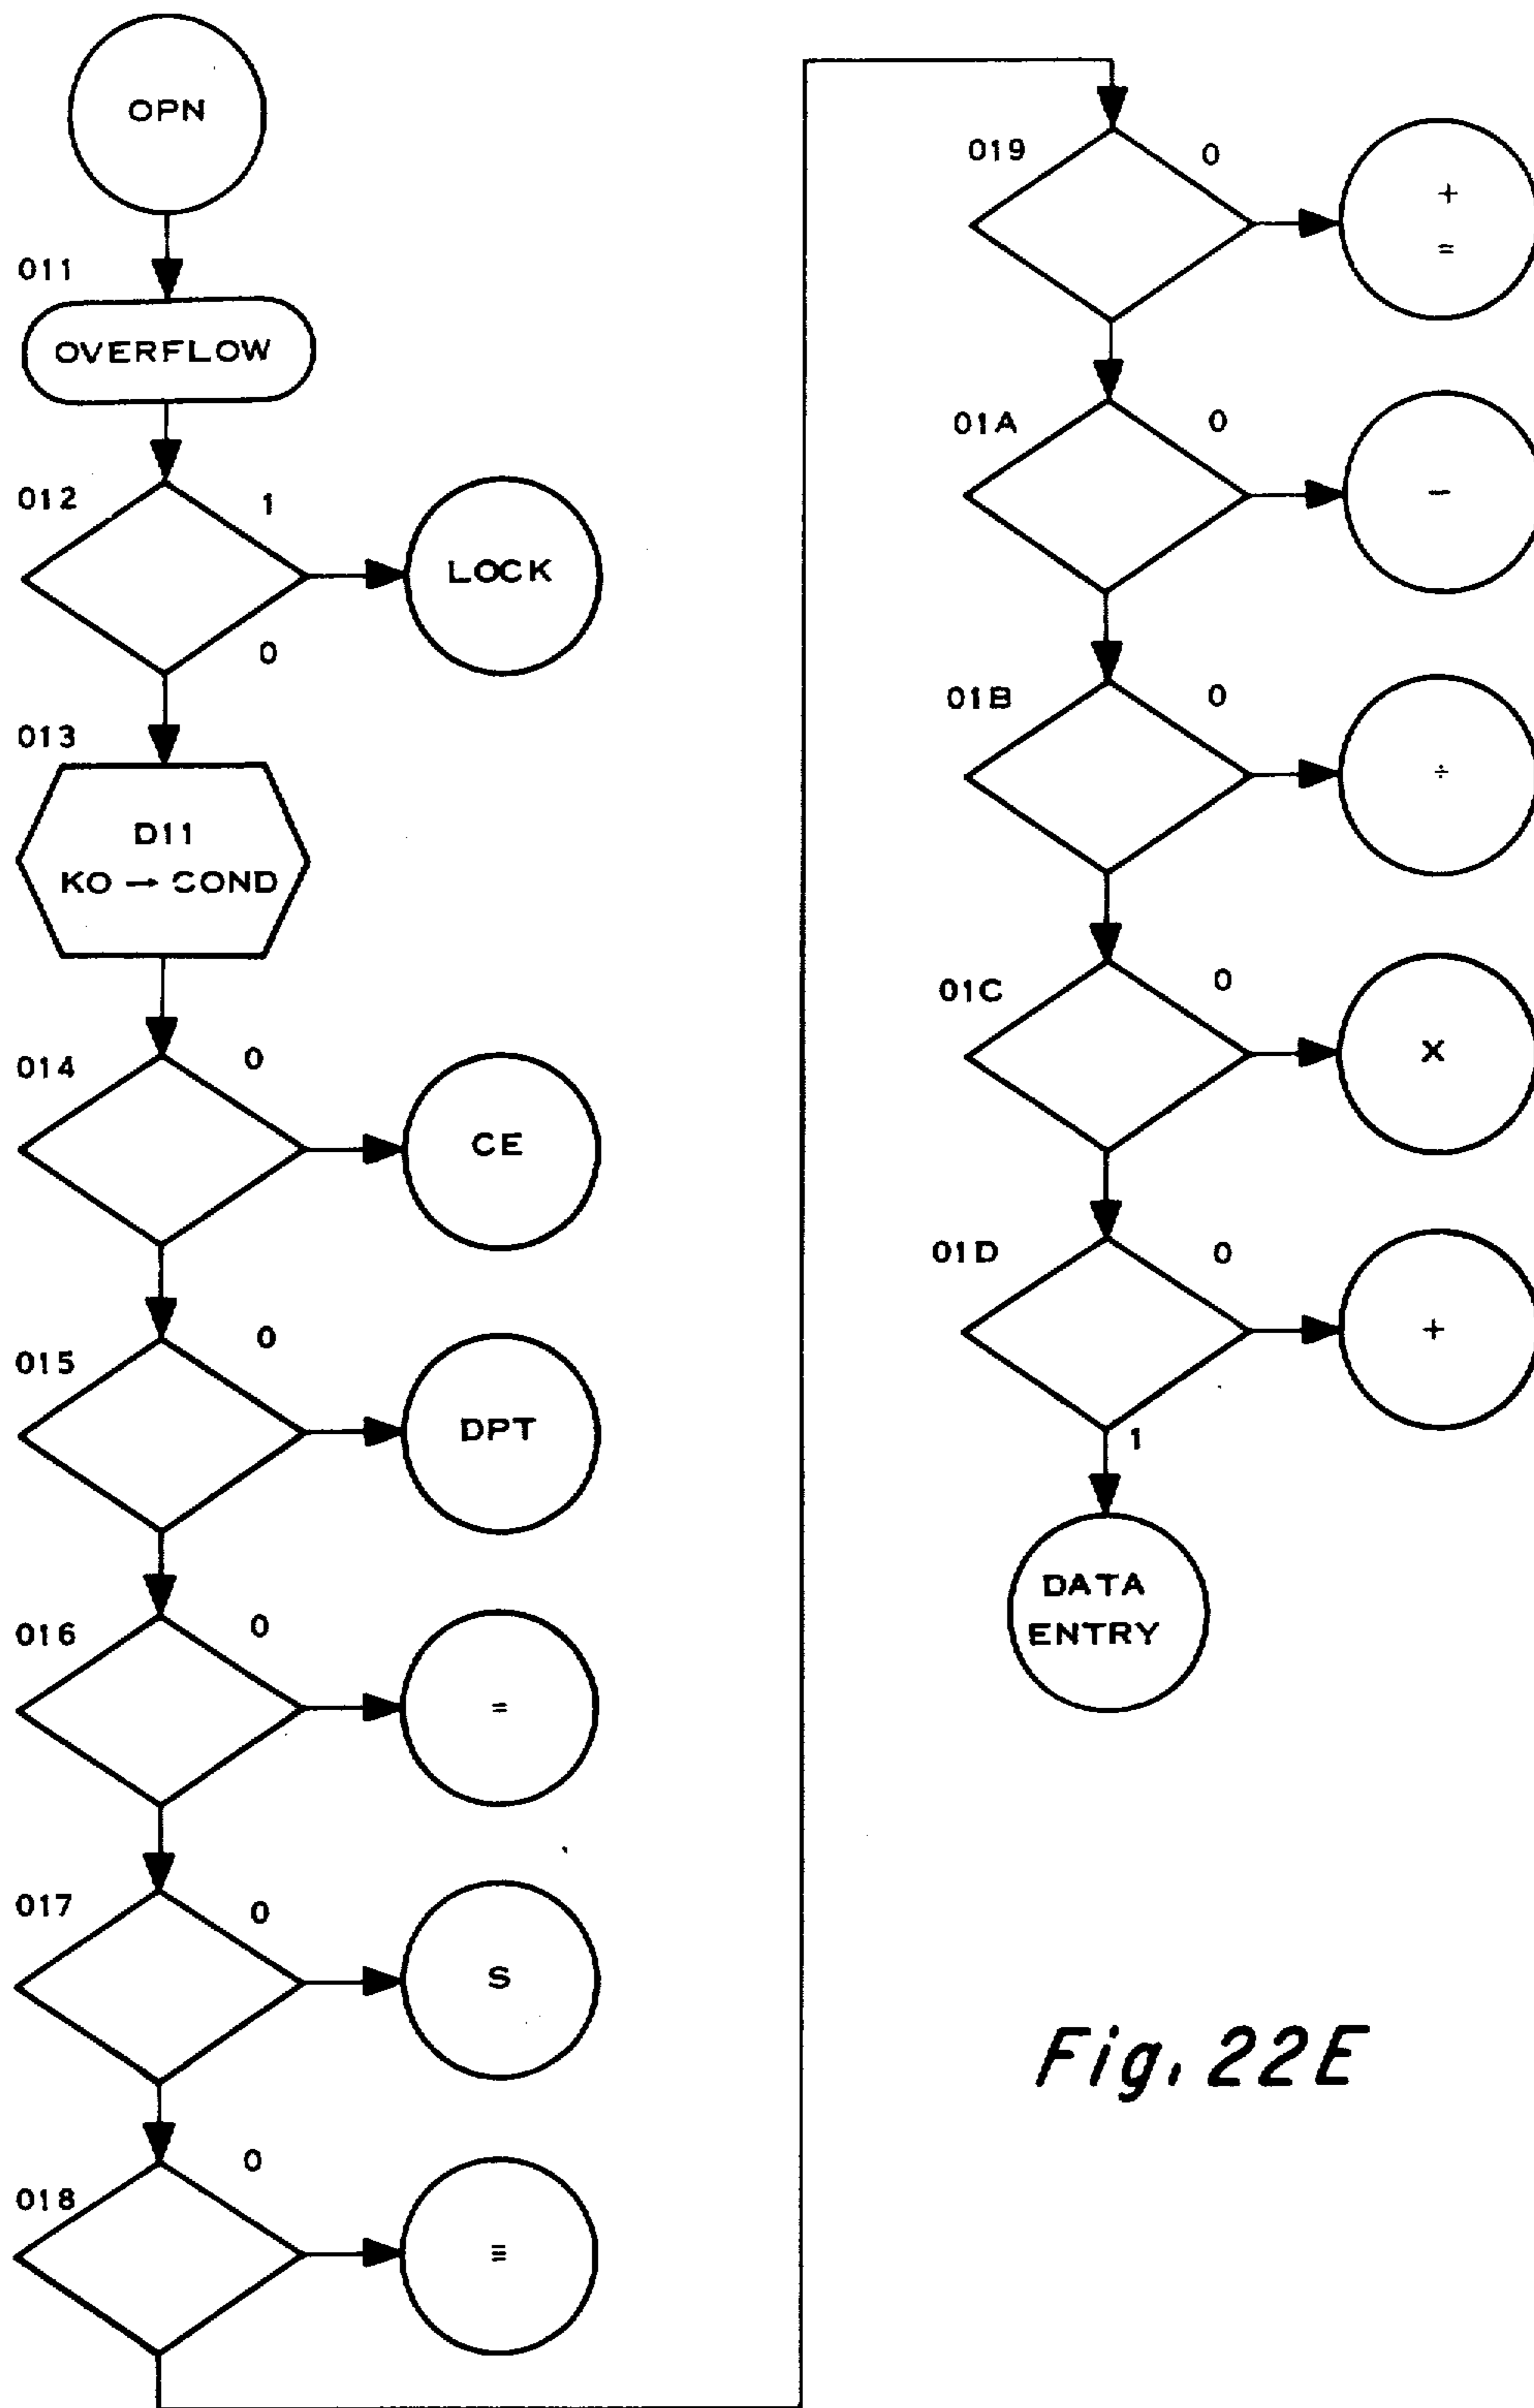 OPN
011
OVERFLOW
012
1
LOCK
0
013
D11
KO → COND
014
0
CE
015
0
DPT
016
0
=
017
0
S
018
0
≡
019
0
+
=
01A
0
−
01B
0
÷
01C
0
X
01D
0
+
1
DATA
ENTRY
Fig. 22E